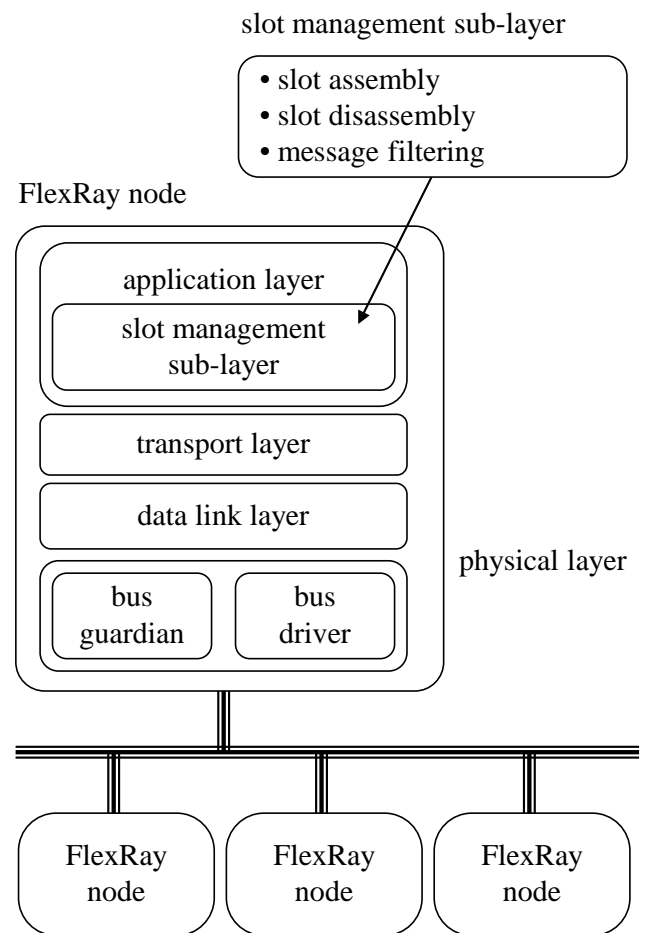 slot management sub-layer
• slot assembly
• slot disassembly
• message filtering
FlexRay node
application layer
slot management
sub-layer
transport layer
data link layer
physical layer
bus
guardian
bus
driver
FlexRay
node
FlexRay
node
FlexRay
node